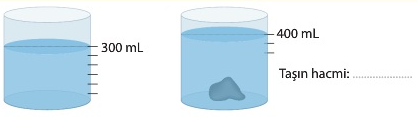 300 mL
400 mL
Taşın hacmi: ........................